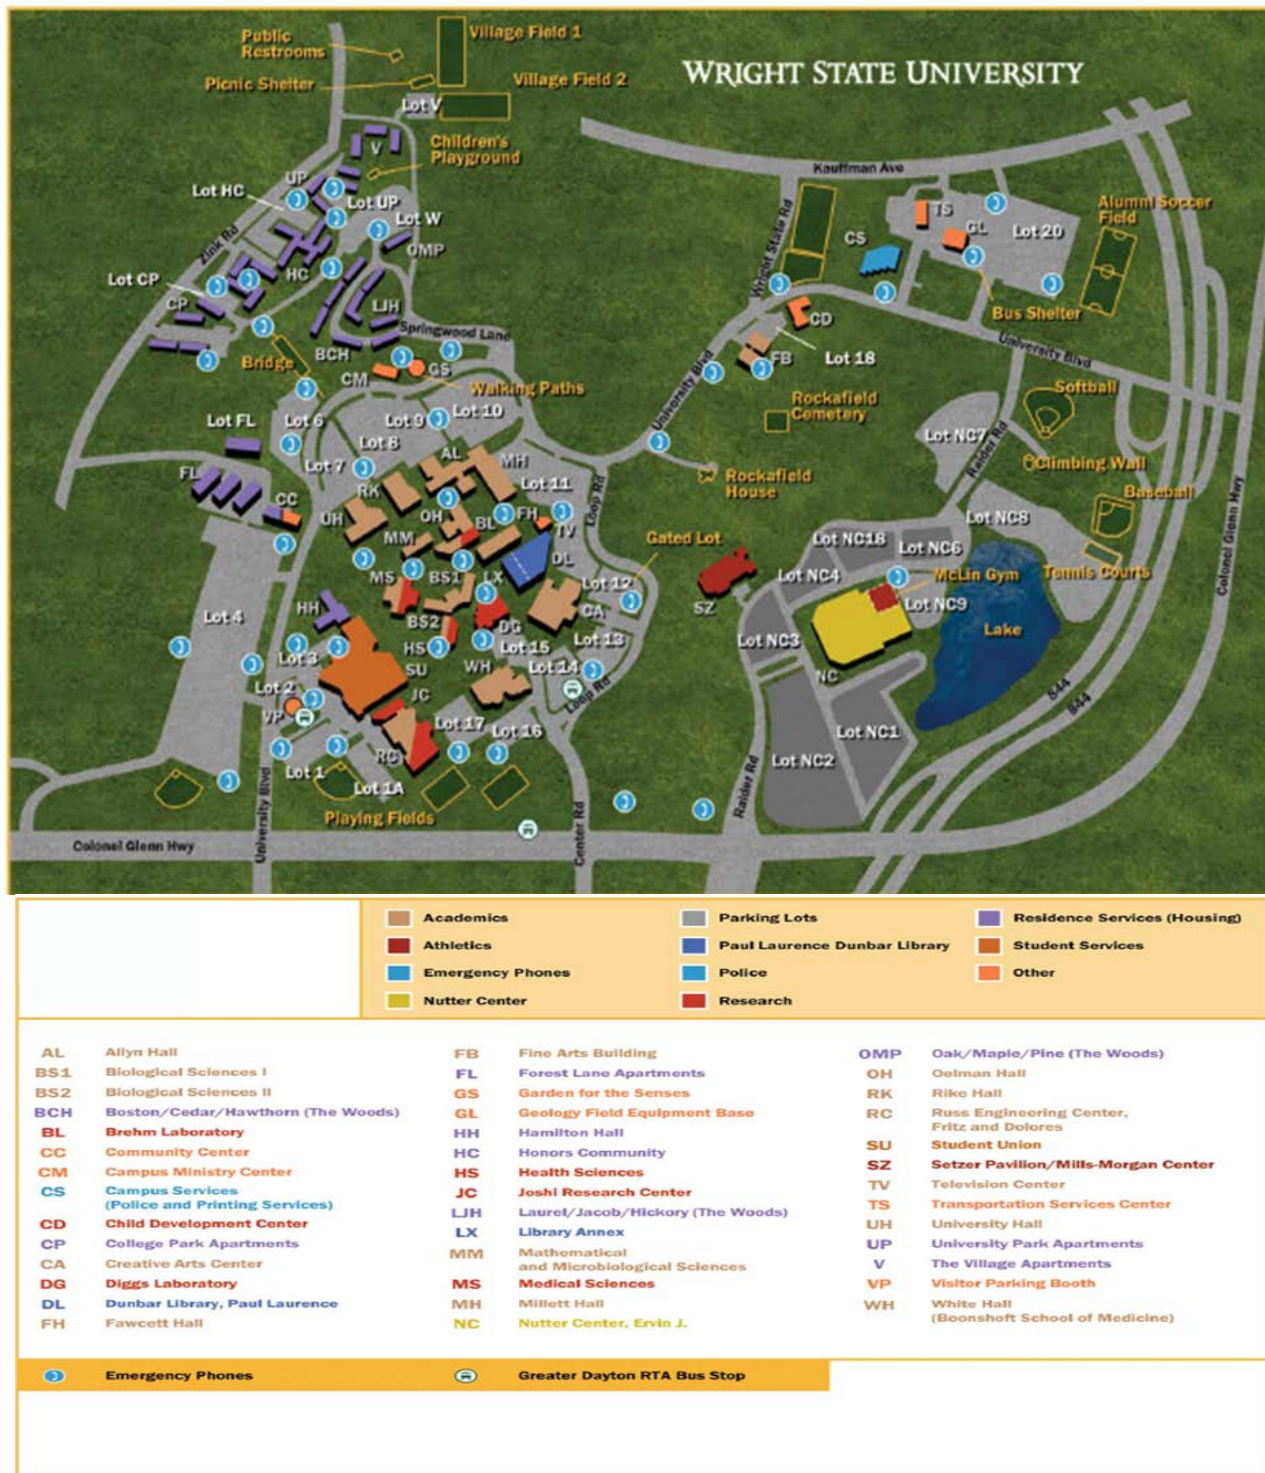 Public
Restrooms
Village Field 1
WRIGHT STATE UNIVERSITY
Picnic Shelter
Village Field 2
Lot V
Children's
Playground
V
Kauffman Ave
UP
Lot HC
Lot UP
Lot W
Wright State Rd
TS
Alumni Soccer
Field
GL
Lot 20
CS
Zink Rd
OMP
HC
Lot CP
CP
LJH
Springwood Lane
Bus Shelter
CD
University Blvd
BCH
Bridge
GS
CM
Walking Paths
FB
Lot 18
University Blvd
Softball
Rockafield
Cemetery
Lot FL
Lot 6
Lot 9
Lot 10
Lot 8
Lot NC7
Raider Rd
Lot 7
AL
MH
Climbing Wall
FL
RK
Lot 11
Rockafield
House
Baseball
CC
UH
OH
BL
FH
TV
Loop Rd
Lot NC8
Colonel Glenn Hwy
MM
Gated Lot
Lot NC18
Lot NC6
DL
MS
BS1
LX
Lot 12
Lot NC4
McLin Gym
Tennis Courts
HH
CA
SZ
Lot NC9
Lot 4
BS2
DG
Lot 13
Lot NC3
Lake
HS
Lot 15
Lot 3
SU
WH
Lot 14
NC
Lot 2
JC
Loop Rd
844
844
VP
Lot 17
Lot 16
Lot NC1
RC
Lot NC2
Lot 1
Lot 1A
Raider Rd
Playing Fields
University Blvd
Center Rd
Colonel Glenn Hwy
Academics
Parking Lots
Residence Services (Housing)
Athletics
Paul Laurence Dunbar Library
Student Services
Emergency Phones
Police
Other
Nutter Center
Research
AL Allyn Hall
BS1 Biological Sciences I
BS2 Biological Sciences II
BCH Boston/Cedar/Hawthorn (The Woods)
BL Brehm Laboratory
CC Community Center
CM Campus Ministry Center
CS Campus Services
(Police and Printing Services)
CD Child Development Center
CP College Park Apartments
CA Creative Arts Center
DG Diggs Laboratory
DL Dunbar Library, Paul Laurence
FH Fawcett Hall
FB Fine Arts Building
FL Forest Lane Apartments
GS Garden for the Senses
GL Geology Field Equipment Base
HH Hamilton Hall
HC Honors Community
HS Health Sciences
JC Joshi Research Center
LJH Laurel/Jacob/Hickory (The Woods)
LX Library Annex
MM Mathematical
and Microbiological Sciences
MS Medical Sciences
MH Millett Hall
NC Nutter Center, Ervin J.
OMP Oak/Maple/Pine (The Woods)
OH Oelman Hall
RK Rike Hall
RC Russ Engineering Center,
Fritz and Dolores
SU Student Union
SZ Setzer Pavilion/Mills-Morgan Center
TV Television Center
TS Transportation Services Center
UH University Hall
UP University Park Apartments
V The Village Apartments
VP Visitor Parking Booth
WH White Hall
(Boonshoft School of Medicine)
Emergency Phones
Greater Dayton RTA Bus Stop